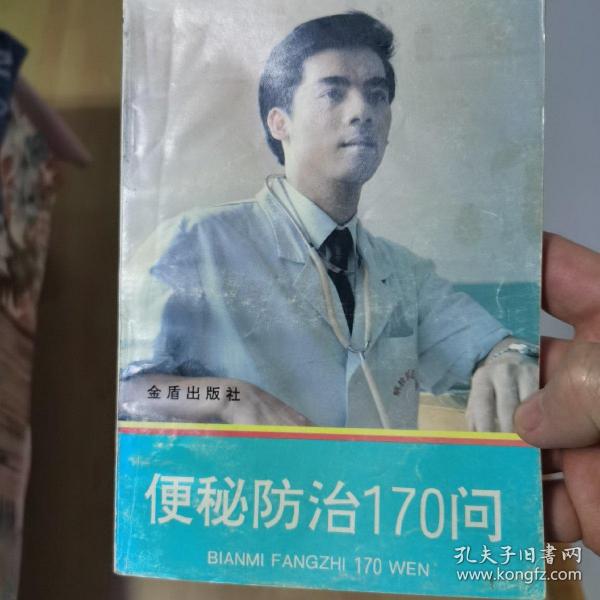 金盾出版社
便秘防治170问
BIANMI FANGZHI 170 WEN
孔夫子旧书网
www.kongfz.com